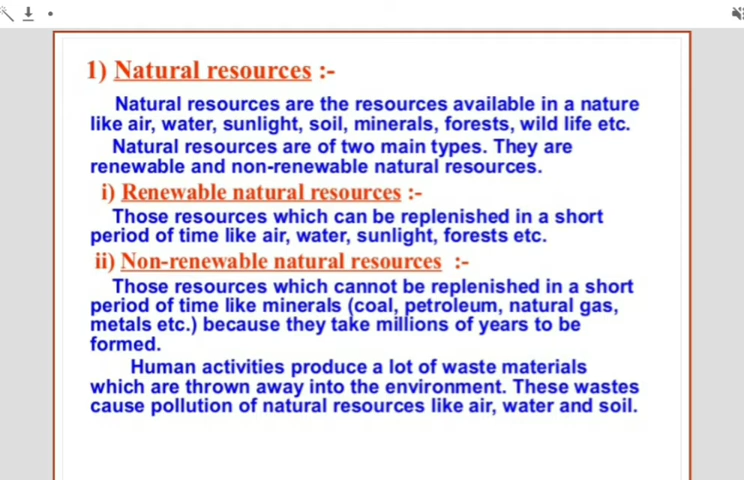 1) Natural resources :-
Natural resources are the resources available in a nature
like air, water, sunlight, soil, minerals, forests, wild life etc.
Natural resources are of two main types. They are
renewable and non-renewable natural resources.
i) Renewable natural resources :-
Those resources which can be replenished in a short
period of time like air, water, sunlight, forests etc.
ii) Non-renewable natural resources :-
Those resources which cannot be replenished in a short
period of time like minerals (coal, petroleum, natural gas,
metals etc.) because they take millions of years to be
formed.
Human activities produce a lot of waste materials
which are thrown away into the environment. These wastes
cause pollution of natural resources like air, water and soil.